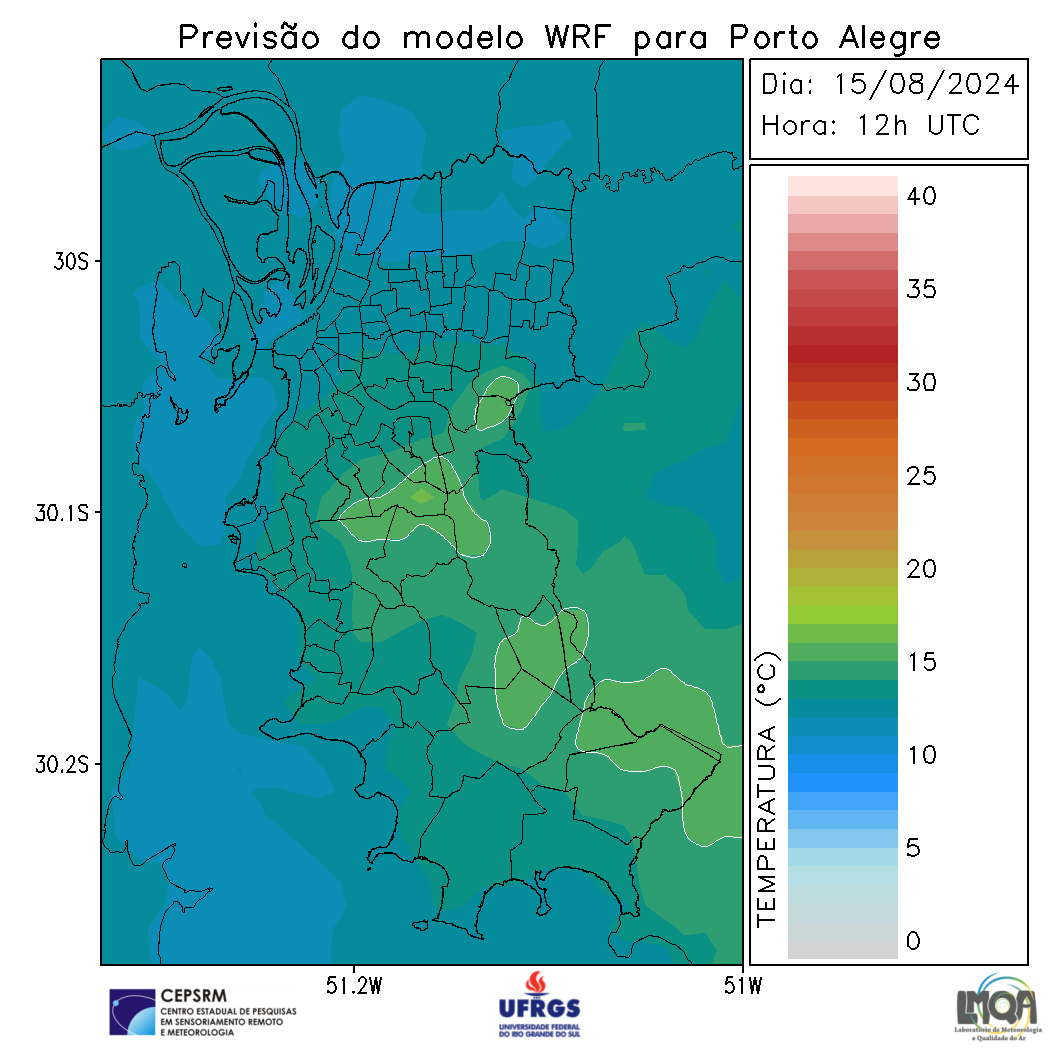 Previsão do modelo WRF para Porto Alegre
Dia: 15/08/2024
Hora: 12h UTC
40
35
30
25
20
15
10
5
0
TEMPERATURA (°C)
30S
30.1S
30.2S
51.2W
51W
CEPSRM
CENTRO ESTADUAL DE PESQUISAS
EM SENSORIAMENTO REMOTO
E METEOROLOGIA
UFRGS
UNIVERSIDADE FEDERAL
DO RIO GRANDE DO SUL
LMQA
Laboratório de Meteorologia
e Qualidade do Ar